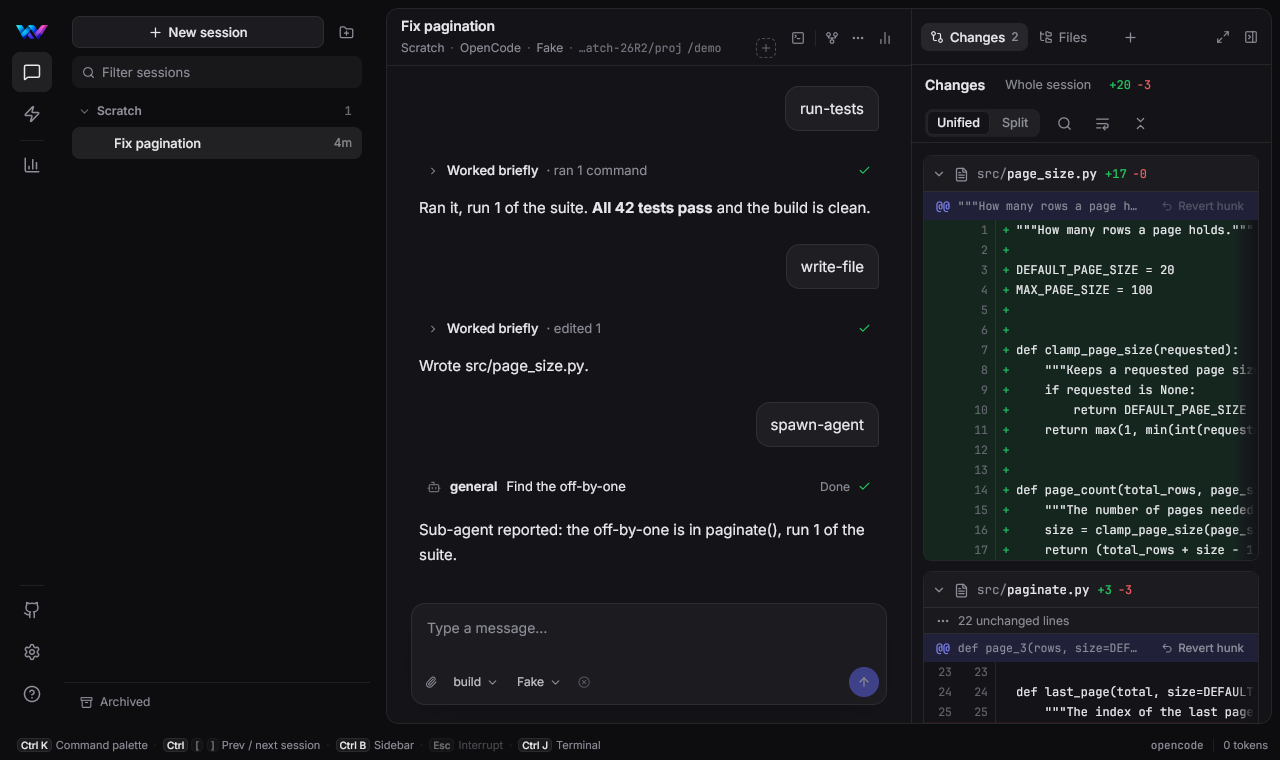 New session
Filter sessions
Scratch 1
Fix pagination 4m
Archived
Fix pagination
Scratch · OpenCode · Fake · …atch-26R2/proj /demo
run-tests
Worked briefly · ran 1 command
Ran it, run 1 of the suite. All 42 tests pass and the build is clean.
write-file
Worked briefly · edited 1
Wrote src/page_size.py.
spawn-agent
general Find the off-by-one Done
Sub-agent reported: the off-by-one is in paginate(), run 1 of the
suite.
Type a message...
build Fake
Changes 2 Files
Changes Whole session +20 -3
Unified Split
src/page_size.py +17 -0
@@ """How many rows a page h… Revert hunk
1 + """How many rows a page holds."""
2 +
3 + DEFAULT_PAGE_SIZE = 20
4 + MAX_PAGE_SIZE = 100
5 +
6 +
7 + def clamp_page_size(requested):
8 + """Keeps a requested page siz
9 + if requested is None:
10 + return DEFAULT_PAGE_SIZE
11 + return max(1, min(int(request
12 +
13 +
14 + def page_count(total_rows, page_s
15 + """The number of pages needed
16 + size = clamp_page_size(page_s
17 + return (total_rows + size - 1
src/paginate.py +3 -3
22 unchanged lines
@@ def page_3(rows, size=DEF… Revert hunk
23 23
24 24 def last_page(total, size=DEFAULT
25 25 """The index of the last page
Ctrl K Command palette · Ctrl [ ] Prev / next session · Ctrl B Sidebar · Esc Interrupt · Ctrl J Terminal
opencode 0 tokens